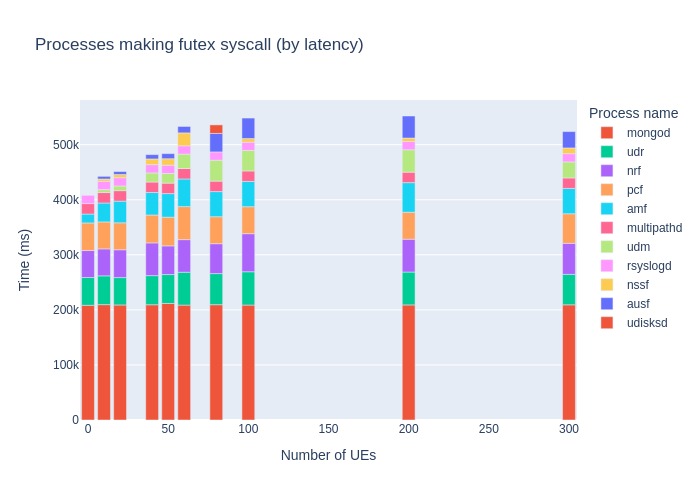 Processes making futex syscall (by latency)
Process name
mongod
udr
nrf
pcf
amf
multipathd
udm
rsyslogd
nssf
ausf
udisksd
Time (ms)
500k
400k
300k
200k
100k
0
0 50 100 150 200 250 300
Number of UEs